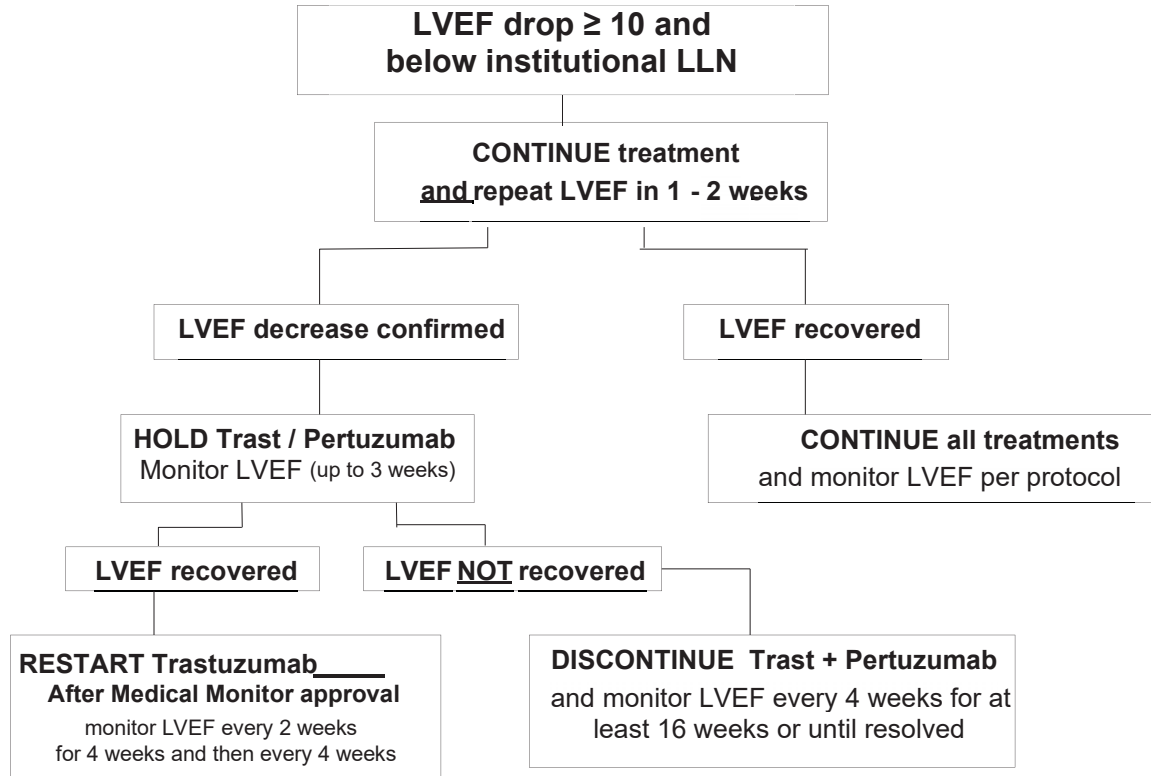 LVEF drop ≥ 10 and
below institutional LLN
CONTINUE treatment
and repeat LVEF in 1 - 2 weeks
LVEF decrease confirmed
LVEF recovered
HOLD Trast / Pertuzumab
Monitor LVEF (up to 3 weeks)
CONTINUE all treatments
and monitor LVEF per protocol
LVEF recovered
LVEF NOT recovered
RESTART Trastuzumab
After Medical Monitor approval
monitor LVEF every 2 weeks
for 4 weeks and then every 4 weeks
DISCONTINUE Trast + Pertuzumab
and monitor LVEF every 4 weeks for at
least 16 weeks or until resolved